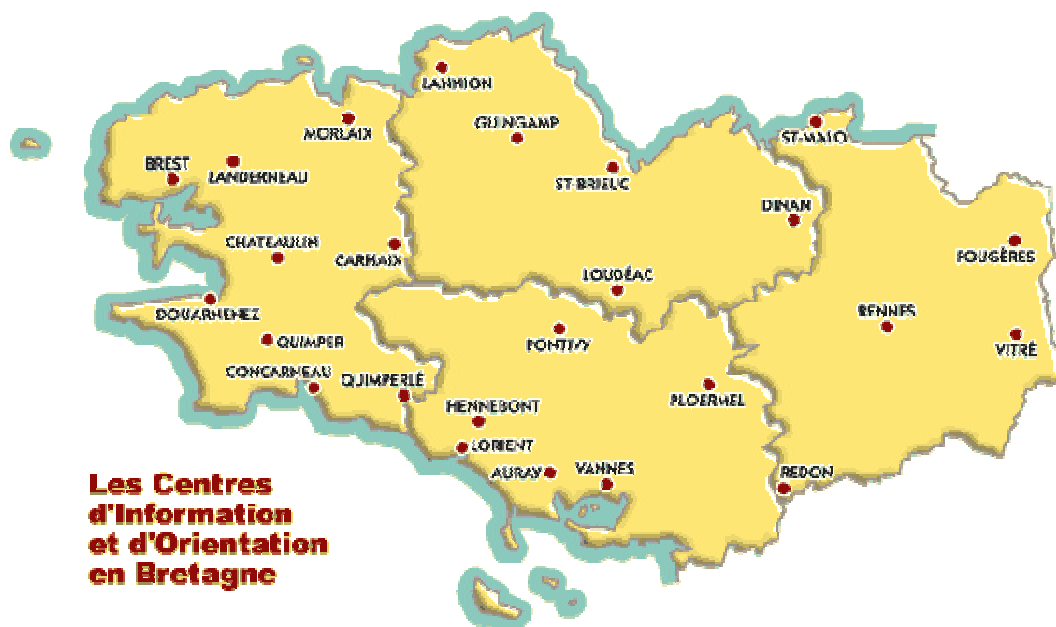 LANNION
GUINGAMP
MORLAIX
ST-MALO
BREST
LANDERNEAU
ST-BRIEUC
DINAN
CHATEAULIN
CARHAIX
FOUGÈRES
LOUDÉAC
DOUARNENEZ
RENNES
QUIMPER
PONTIVY
VITRÉ
CONCARNEAU
QUIMPERLÉ
PLOERMEL
HENNEBONT
LORIENT
AURAY
VANNES
REDON
Les Centres
d'Information
et d'Orientation
en Bretagne